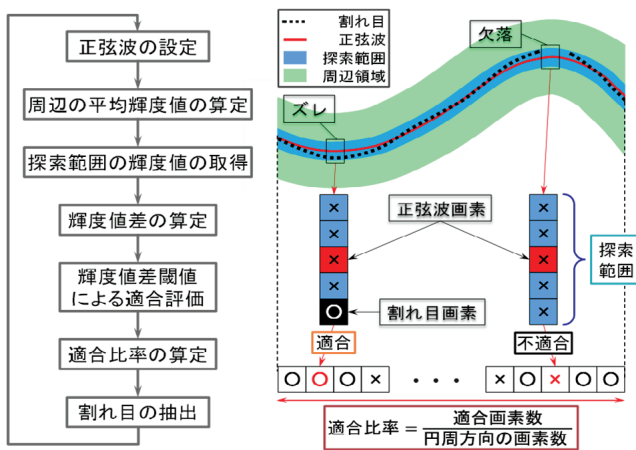 正弦波の設定
周辺の平均輝度値の算定
探索範囲の輝度値の取得
輝度値差の算定
輝度値差閾値
による適合評価
適合比率の算定
割れ目の抽出
割れ目
正弦波
探索範囲
周辺領域
欠落
ズレ
正弦波画素
探索
範囲
割れ目画素
適合
不適合
適合比率＝適合画素数
円周方向の画素数